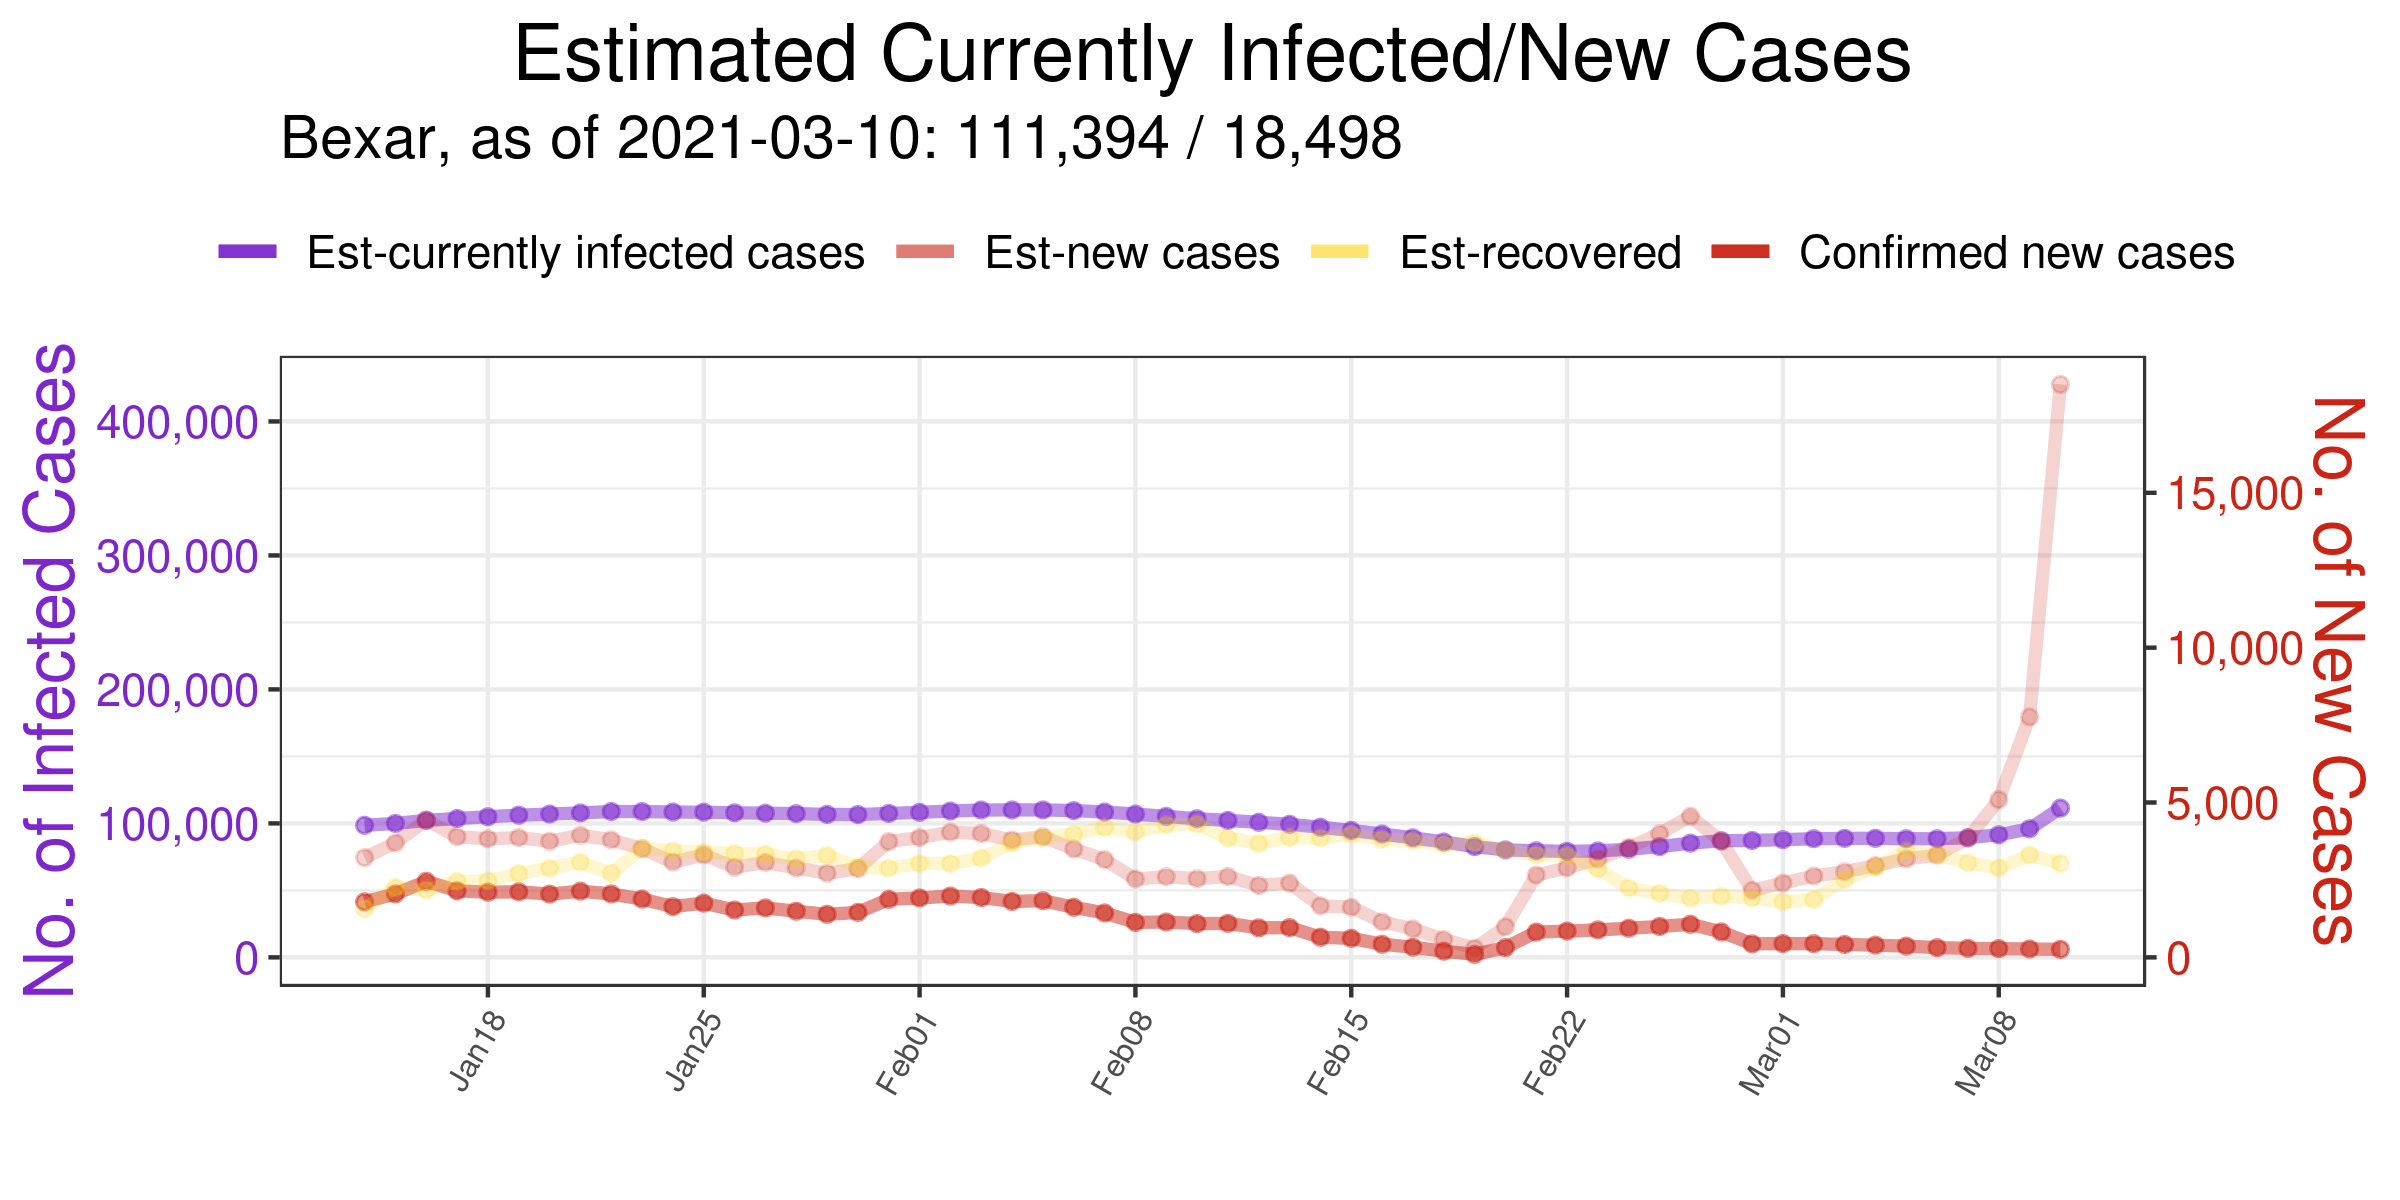 Estimated Currently Infected/New Cases
Bexar, as of 2021-03-10: 111,394 / 18,498
Est-currently infected cases Est-new cases Est-recovered Confirmed new cases
No. of Infected Cases
400,000
300,000
200,000
100,000
0
15,000
10,000
5,000
0
No. of New Cases
Jan18 Jan25 Feb01 Feb08 Feb15 Feb22 Mar01 Mar08